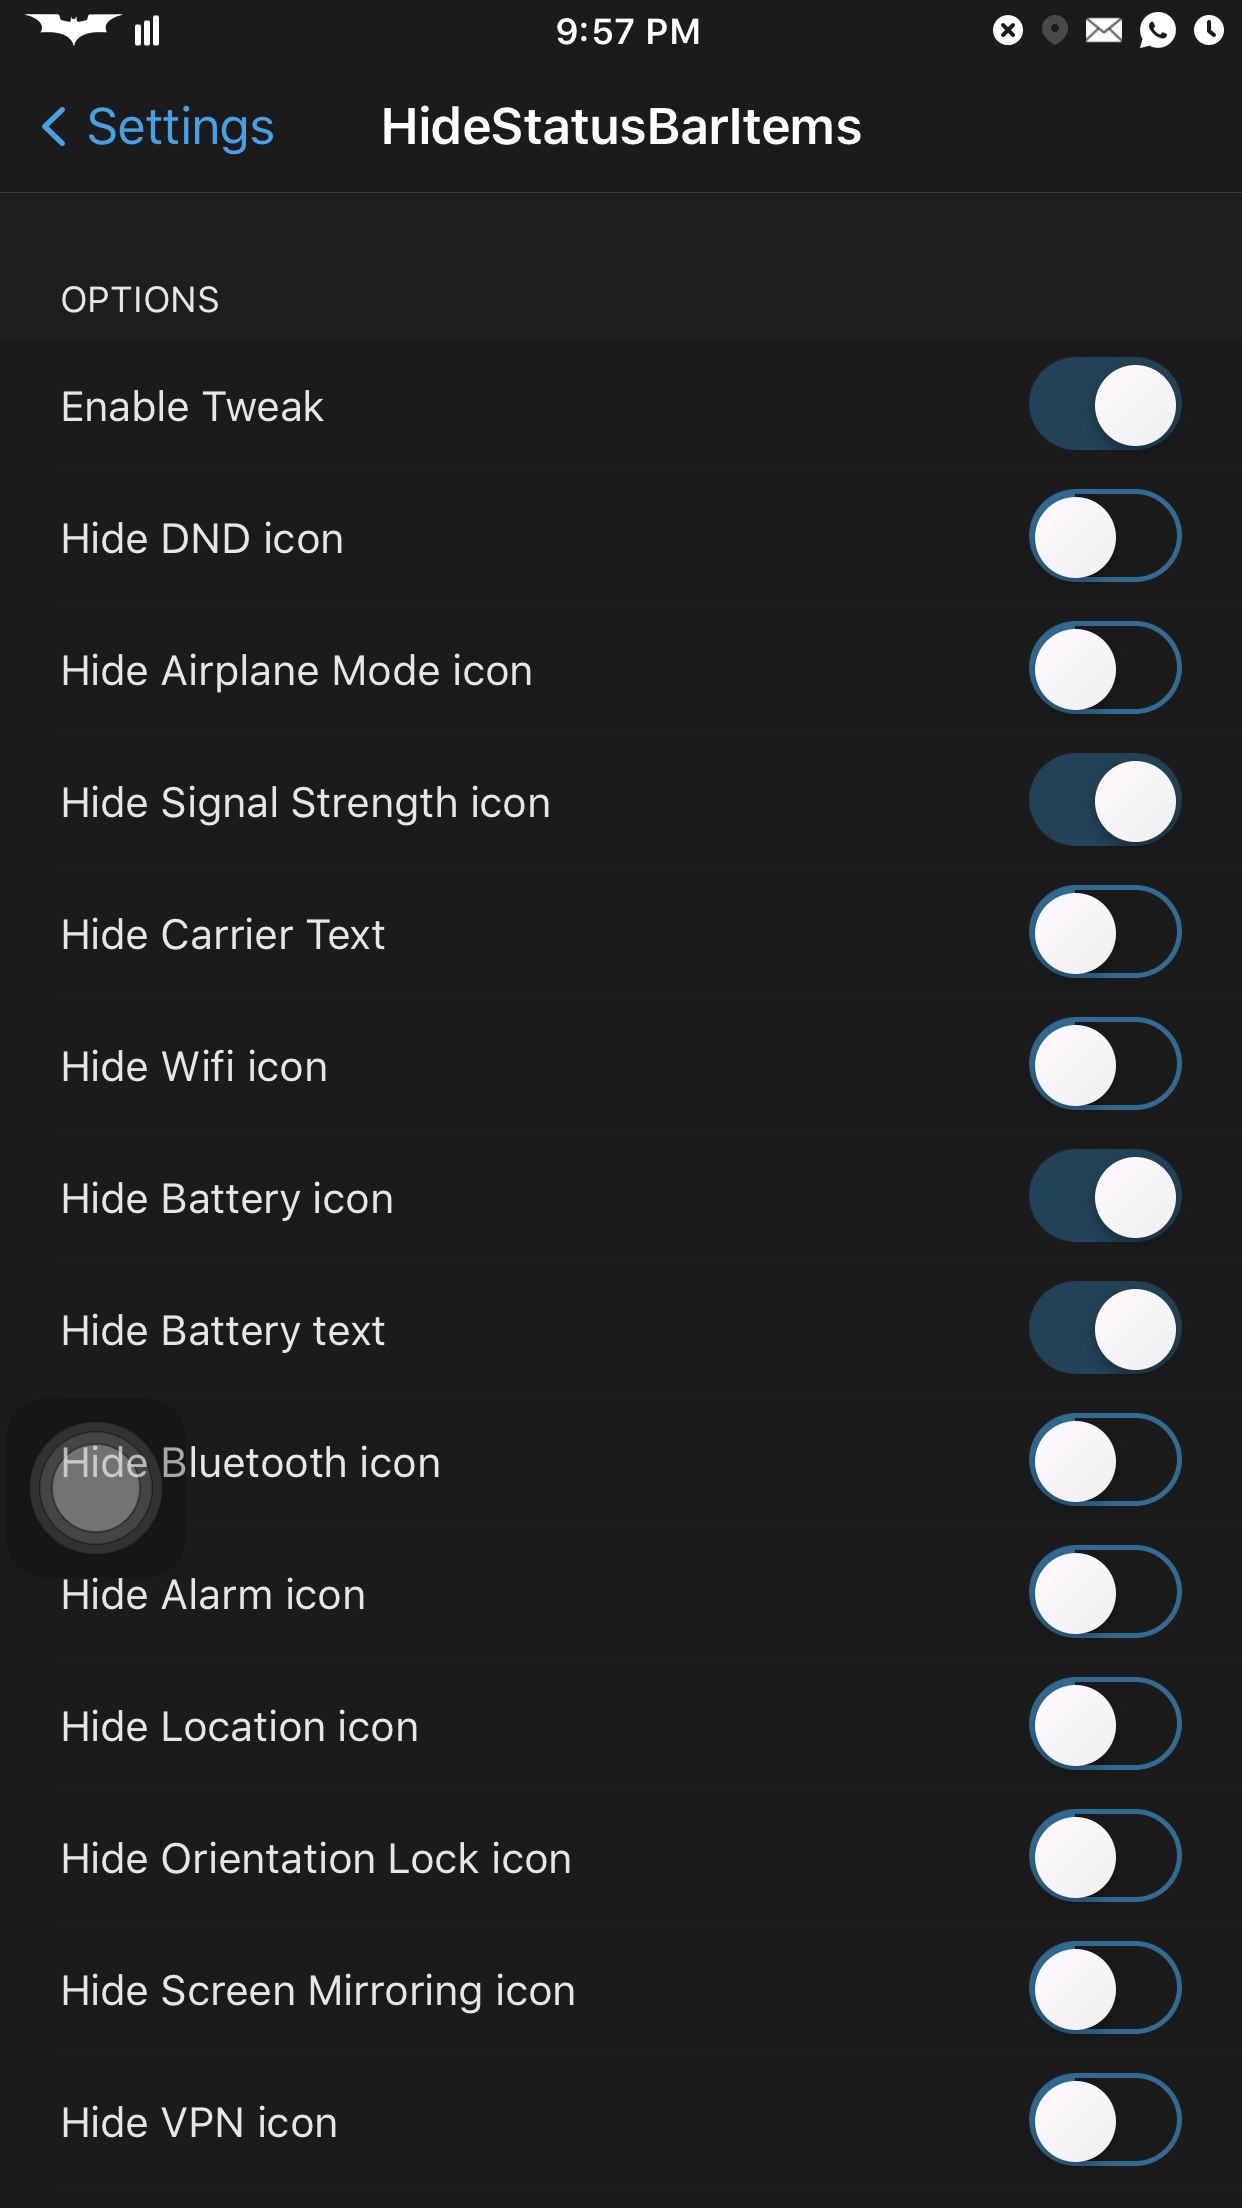 9:57 PM
Settings
HideStatusBarItems
OPTIONS
Enable Tweak
Hide DND icon
Hide Airplane Mode icon
Hide Signal Strength icon
Hide Carrier Text
Hide Wifi icon
Hide Battery icon
Hide Battery text
Hide Bluetooth icon
Hide Alarm icon
Hide Location icon
Hide Orientation Lock icon
Hide Screen Mirroring icon
Hide VPN icon